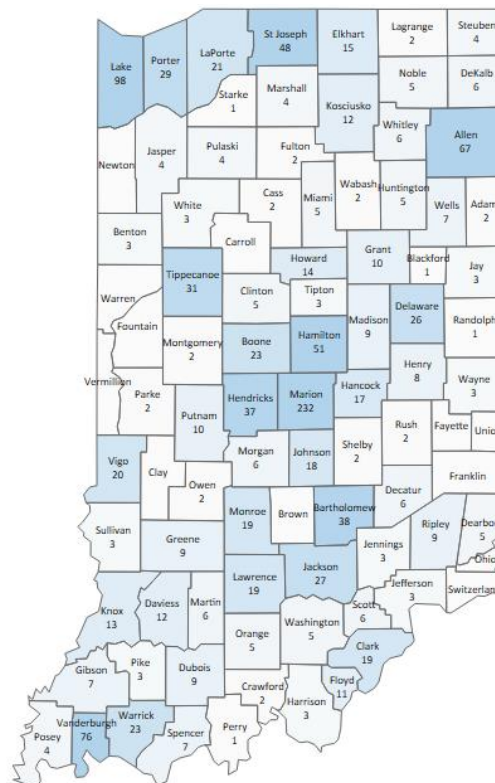 Lake
98
Porter
29
LaPorte
21
St Joseph
48
Elkhart
15
Lagrange
2
Steuben
4
Starke
1
Marshall
4
Noble
5
DeKalb
6
Kosciusko
12
Whitley
6
Allen
67
Newton
Jasper
4
Pulaski
4
Fulton
2
Cass
2
Miami
5
Wabash
2
Huntington
5
Wells
7
Adam
2
White
3
Benton
3
Carroll
Howard
14
Grant
10
Blackford
1
Jay
3
Tippecanoe
31
Clinton
5
Tipton
3
Warren
Fountain
Madison
9
Delaware
26
Randolph
1
Montgomery
2
Boone
23
Hamilton
51
Henry
8
Wayne
3
Vermillion
Parke
2
Putnam
10
Hendricks
37
Marion
232
Hancock
17
Rush
2
Fayette
Union
Morgan
6
Johnson
18
Shelby
2
Vigo
20
Clay
Owen
2
Franklin
Decatur
6
Monroe
19
Brown
Bartholomew
38
Sullivan
3
Greene
9
Ripley
9
Dearbo
5
Ohio
Jennings
3
Jackson
27
Lawrence
19
Jefferson
3
Switzerlan
Knox
13
Daviess
12
Martin
6
Scott
6
Orange
5
Washington
5
Clark
19
Pike
3
Dubois
9
Gibson
7
Floyd
11
Crawford
2
Harrison
3
Posey
4
Vanderburgh
76
Warrick
23
Spencer
7
Perry
1